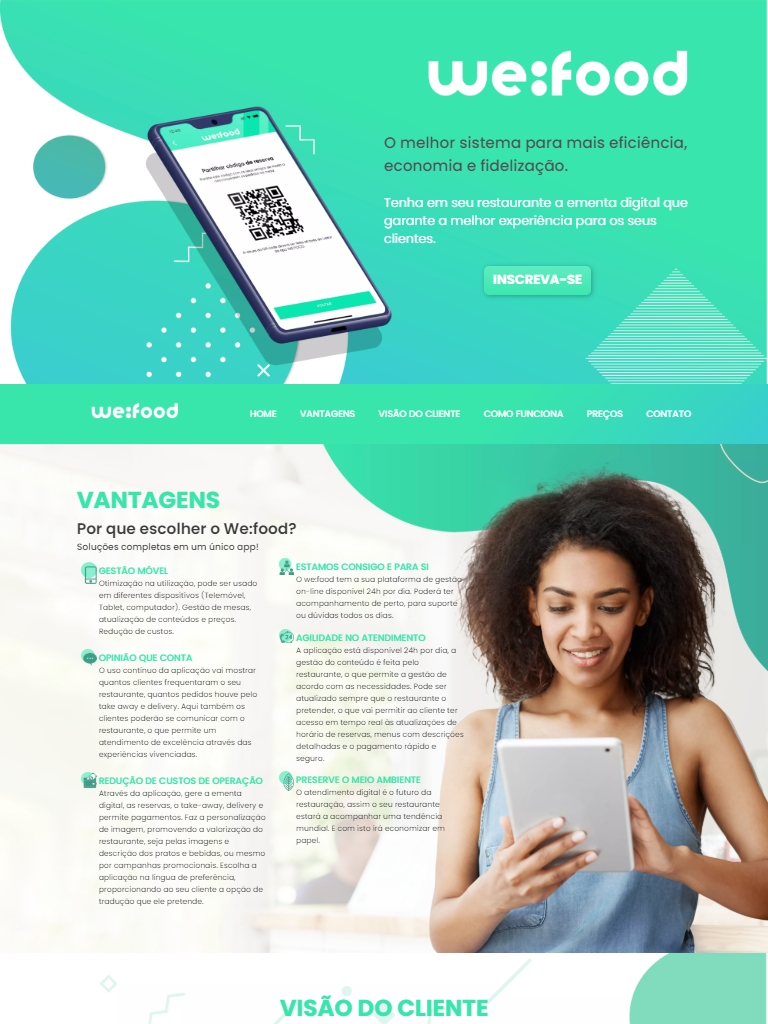 we:food
O melhor sistema para mais eficiência,
economia e fidelização.
Tenha em seu restaurante a ementa digital que
garante a melhor experiência para os seus
clientes.
INSCREVA-SE
we:food
Partilhar código de reserva
we:food
HOME
VANTAGENS
VISÃO DO CLIENTE
COMO FUNCIONA
PREÇOS
CONTATO
VANTAGENS
Por que escolher o We:food?
Soluções completas em um único app!
GESTÃO MÓVEL
Otimização na utilização, pode ser usado
em diferentes dispositivos (Telemóvel,
Tablet, computador). Gestão de mesas,
atualização de conteúdos e preços.
Redução de custos.
OPINIÃO QUE CONTA
O uso contínuo da aplicação vai mostrar
quantos clientes frequentaram o seu
restaurante, quantos pedidos houve pelo
take away e delivery. Aqui também os
clientes poderão se comunicar com o
restaurante, o que permite um
atendimento de excelência através das
experiências vivenciadas.
REDUÇÃO DE CUSTOS DE OPERAÇÃO
Através da aplicação, gere a ementa
digital, as reservas, o take-away, delivery e
permite pagamentos. Faz a personalização
de imagem, promovendo a valorização do
restaurante, seja pelas imagens e
descrição dos pratos e bebidas, ou mesmo
por campanhas promocionais. Escolha a
aplicação na língua de preferência,
proporcionando ao seu cliente a opção de
tradução que ele pretende.
ESTAMOS CONSIGO E PARA SI
O we:food tem a sua plataforma de gestão
on-line disponível 24h por dia. Poderá ter
acompanhamento de perto, para suporte
ou dúvidas todos os dias.
AGILIDADE NO ATENDIMENTO
A aplicação está disponível 24h por dia, a
gestão do conteúdo é feita pelo
restaurante, o que permite a gestão de
acordo com as necessidades. Pode ser
atualizado sempre que o restaurante o
pretender, o que vai permitir ao cliente ter
acesso em tempo real às atualizações de
horário de reservas, menus com descrições
detalhadas e o pagamento rápido e
seguro.
PRESERVE O MEIO AMBIENTE
O atendimento digital é o futuro da
restauração, assim o seu restaurante
estará a acompanhar uma tendência
mundial. E com isto irá economizar em
papel.
VISÃO DO CLIENTE